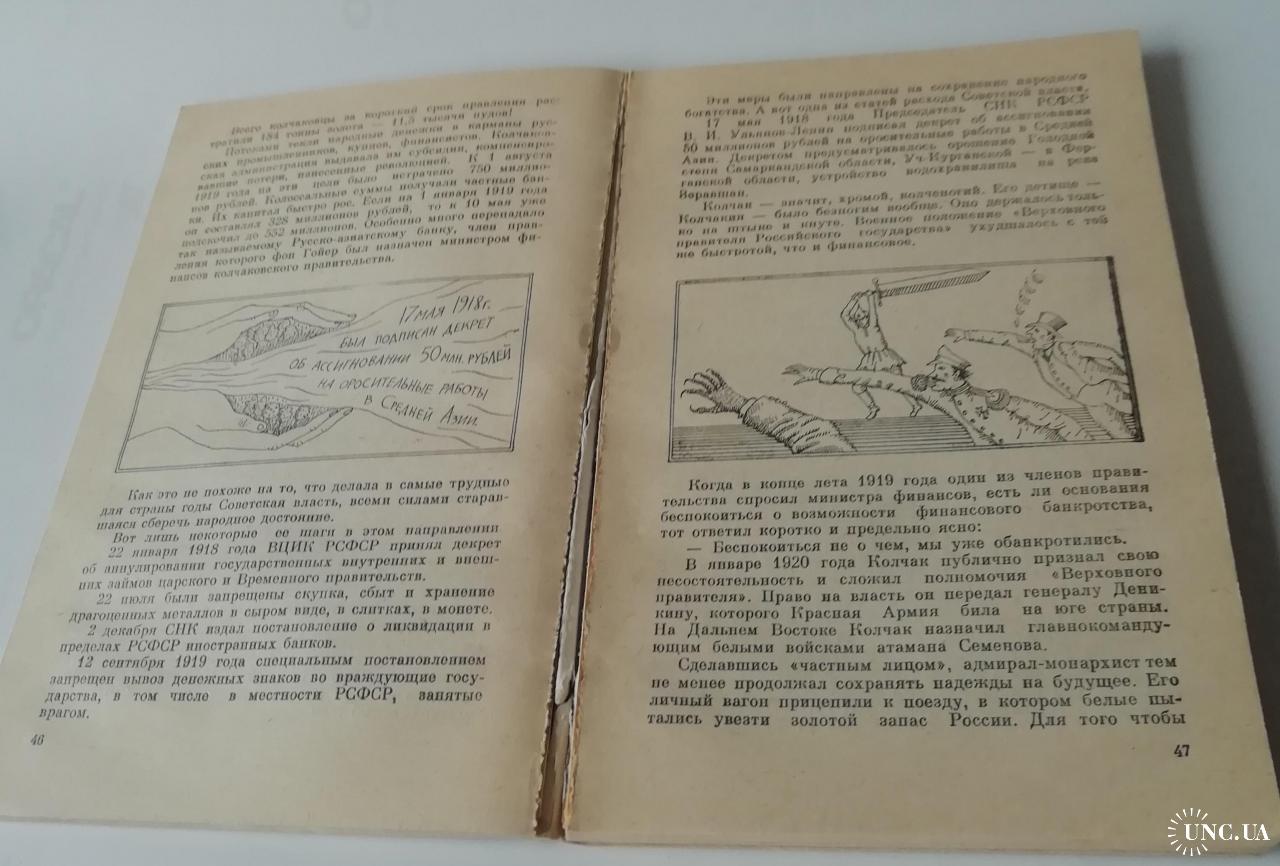 Всего колчаковцы за короткий срок правления рас-
тратили 184 тонны золота — 11,5 тысячи пудов!
Потоками текли народные денежки в карманы рус-
ских промышленников, купцов, финансистов. Колчаков-
ская администрация выдавала им субсидии, компенсиро-
вавшие потери, нанесенные революцией. К 1 августа
1919 года на эти цели было истрачено 750 миллио-
нов рублей. Колоссальные суммы получали частные бан-
ки. Их капитал быстро рос. Если на 1 января 1919 года
он составлял 328 миллионов рублей, то к 10 мая уже
подскочил до 532 миллионов. Особенно много перепадало
так называемому Русско-азиатскому банку, член прав-
ления которого фон Гойер был назначен министром фи-
нансов колчаковского правительства.
17 МАЯ 1918 г.
БЫЛ ПОДПИСАН ДЕКРЕТ
ОБ АССИГНОВАНИИ 50 МЛН. РУБЛЕЙ
НА ОРОСИТЕЛЬНЫЕ РАБОТЫ
В СРЕДНЕЙ АЗИИ.
Как это не похоже на то, что делала в самые трудные
для страны годы Советская власть, всеми силами старав-
шаяся сберечь народное достояние.
Вот лишь некоторые ее шаги в этом направлении
22 января 1918 года ВЦИК РСФСР принял декрет
об аннулировании государственных внутренних и внеш-
них займов царского и Временного правительств.
22 июля были запрещены скупка, сбыт и хранение
драгоценных металлов в сыром виде, в слитках, в монете.
2 декабря СНК издал постановление о ликвидации в
пределах РСФСР иностранных банков.
12 сентября 1919 года специальным постановлением
запрещен вывоз денежных знаков во враждующие госу-
дарства, в том числе в местности РСФСР, занятые
врагом.
46
Эти меры были направлены на сохранение народного
богатства. А вот одна из статей расхода Советской власти.
17 мая 1918 года Председатель СНК РСФСР
В. И. Ульянов-Ленин подписал декрет об ассигновании
50 миллионов рублей на оросительные работы в Средней
Азии. Декретом предусматривалось орошение Голодной
степи Самаркандской области, Уч-Курганской — в Фер-
ганской области, устройство водохранилища на реке
Зеравшан.
Колчан — значит, хромой, колченогий. Его детище —
Колчакия — было безногим вообще. Оно держалось толь-
ко на штыке и кнуте. Военное положение «Верховного
правителя Российского государства» ухудшалось с той
же быстротой, что и финансовое.
Когда в конце лета 1919 года один из членов прави-
тельства спросил министра финансов, есть ли основания
беспокоиться о возможности финансового банкротства,
тот ответил коротко и предельно ясно:
— Беспокоиться не о чем, мы уже обанкротились.
В январе 1920 года Колчак публично признал свою
несостоятельность и сложил полномочия «Верховного
правителя». Право на власть он передал генералу Дени-
кину, которого Красная Армия била на юге страны.
На Дальнем Востоке Колчак назначил главнокоманду-
ющим белыми войсками атамана Семенова.
Сделавшись «частным лицом», адмирал-монархист тем
не менее продолжал сохранять надежды на будущее. Его
личный вагон прицепили к поезду, в котором белые пы-
тались увезти золотой запас России. Для того чтобы
47
UNC.UA